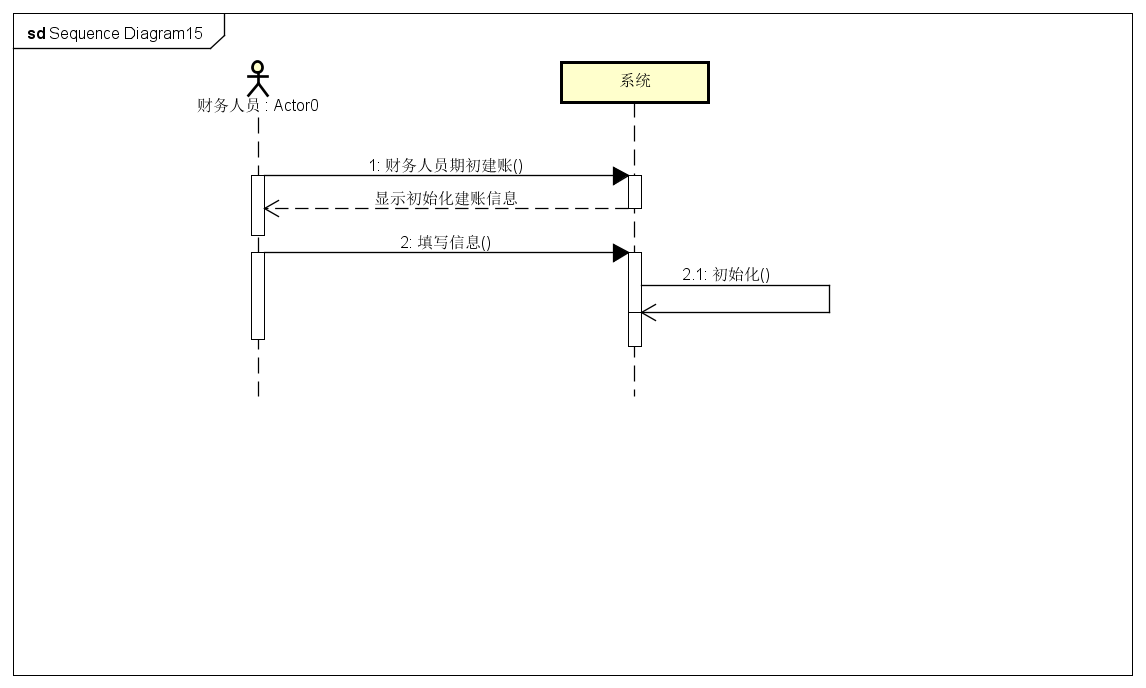 sd Sequence Diagram15
财务人员 : Actor0
系统
1: 财务人员期初建账()
显示初始化建账信息
2: 填写信息()
2.1: 初始化()